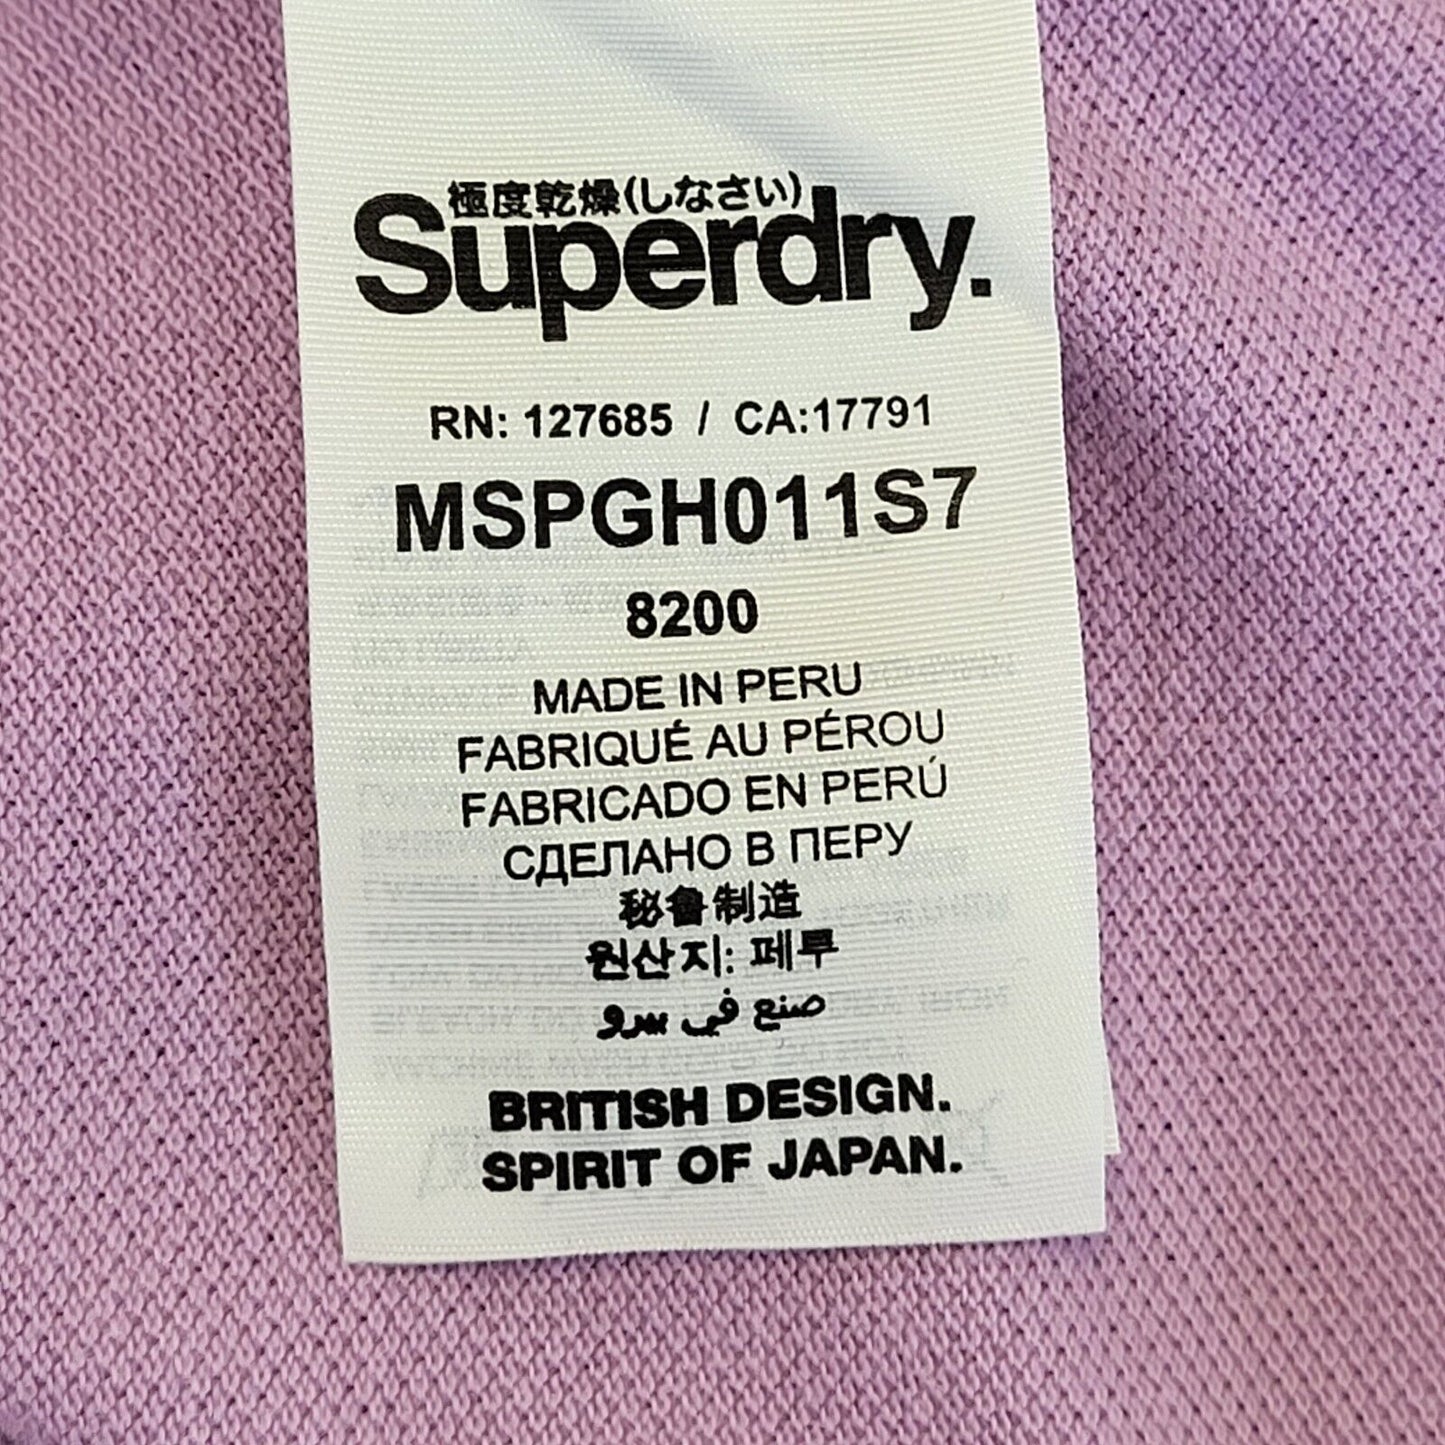 極度乾燥(しなさい)
Superdry.
RN: 127685 / CA:17791
MSPGH011S7
8200
MADE IN PERU
FABRIQUÉ AU PÉROU
FABRICADO EN PERÚ
СДЕЛАНО В ПЕРУ
秘鲁制造
원산지: 페루
صنع في بيرو
BRITISH DESIGN.
SPIRIT OF JAPAN.